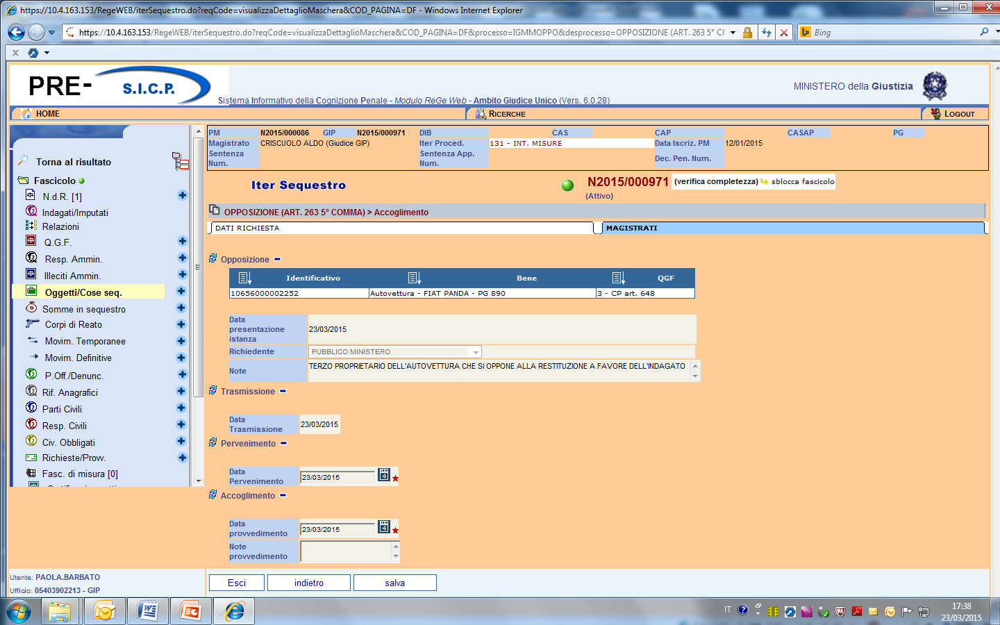 https://10.4.163.153/RegeWEB/iterSequestro.do?reqCode=visualizzaDettaglioMaschera&COD_PAGINA=DF - Windows Internet Explorer
https://10.4.163.153/RegeWEB/iterSequestro.do?reqCode=visualizzaDettaglioMaschera&COD_PAGINA=DF&processo=IGMMOPPO&desprocesso=OPPOSIZIONE (ART. 263 5° CC
Bing
PRE- S.I.C.P.
Sistema Informativo della Cognizione Penale - Modulo ReGe Web - Ambito Giudice Unico (Vers. 6.0.28)
MINISTERO della Giustizia
HOME
RICERCHE
LOGOUT
Torna al risultato
Fascicolo
N.d.R. [1]
Indagati/Imputati
Relazioni
Q.G.F.
Resp. Ammin.
Illeciti Ammin.
Oggetti/Cose seq.
Somme in sequestro
Corpi di Reato
Movim. Temporanee
Movim. Definitive
P.Off./Denunc.
Rif. Anagrafici
Parti Civili
Resp. Civili
Civ. Obbligati
Richieste/Provv.
Fasc. di misura [0]
Utente: PAOLA.BARBATO
Ufficio: 05403902213 - GIP
PM N2015/000086 GIP N2015/000971 DIB CAS CAP CASAP PG
Magistrato CRISCUOLO ALDO (Giudice GIP) Iter Proced. 131 - INT. MISURE Data Iscriz. PM 12/01/2015
Sentenza Num. Sentenza App. Num. Dec. Pen. Num.
Iter Sequestro
N2015/000971 (verifica completezza) sblocca fascicolo
(Attivo)
OPPOSIZIONE (ART. 263 5° COMMA) > Accoglimento
DATI RICHIESTA
MAGISTRATI
Opposizione
Identificativo Bene QGF
10656000002252 Autovettura - FIAT PANDA - PG 890 3 - CP art. 648
Data presentazione istanza 23/03/2015
Richiedente PUBBLICO MINISTERO
Note TERZO PROPRIETARIO DELL'AUTOVETTURA CHE SI OPPONE ALLA RESTITUZIONE A FAVORE DELL'INDAGATO
Trasmissione
Data Trasmissione 23/03/2015
Pervenimento
Data Pervenimento 23/03/2015
Accoglimento
Data provvedimento 23/03/2015
Note provvedimento
Esci
indietro
salva
IT
17:38
23/03/2015